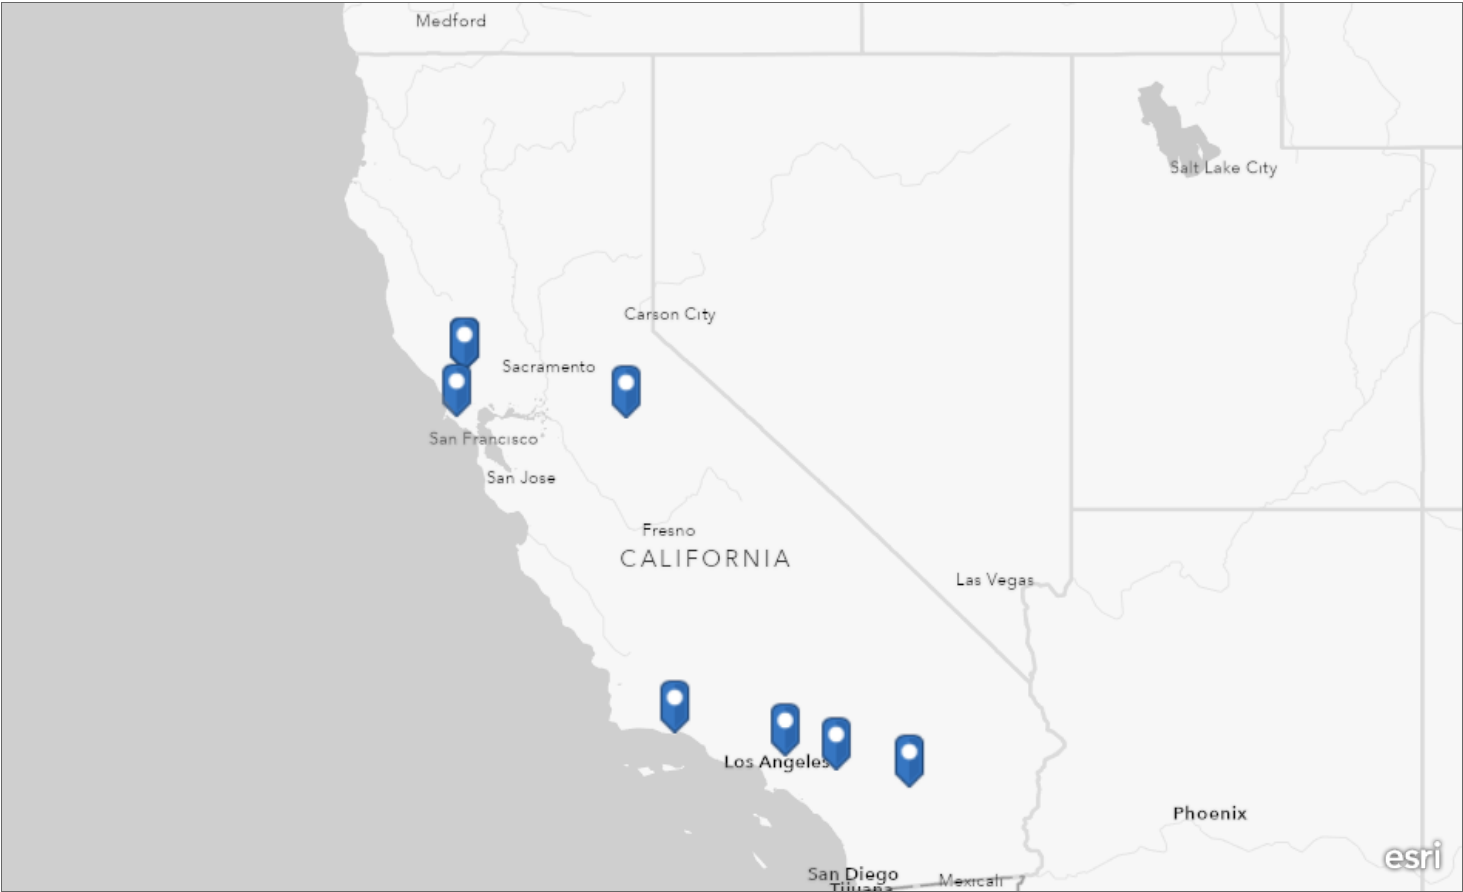 Medford
Salt Lake City
Carson City
Sacramento
San Francisco
San Jose
Fresno
CALIFORNIA
Las Vegas
Los Angeles
Phoenix
esri
San Diego
Mexicali
Tijuana